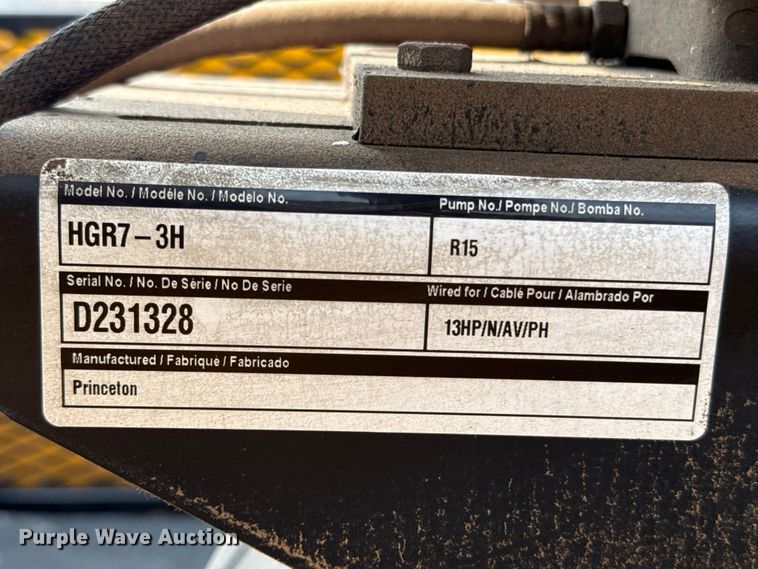 Model No. / Modéle No. / Modelo No.
Pump No./ Pompe No./ Bomba No.
HGR7-3H
R15
Serial No. / No. De Série / No De Serie
Wired for / Cablé Pour / Alambrado Por
D231328
13HP/N/AV/PH
Manufactured / Fabriqué / Fabricado
Princeton
Purple Wave Auction